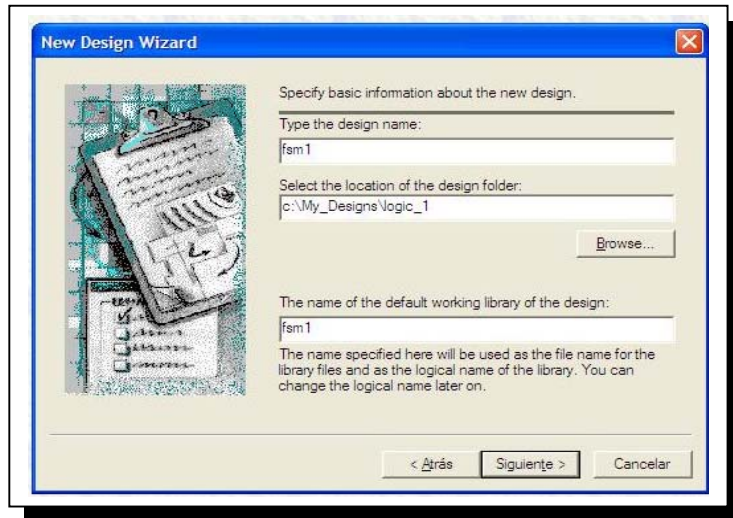 New Design Wizard
Specify basic information about the new design.
Type the design name:
fsm1
Select the location of the design folder:
c:\My_Designs\logic_1
Browse...
The name of the default working library of the design:
fsm1
The name specified here will be used as the file name for the
library files and as the logical name of the library. You can
change the logical name later on.
< Atrás
Siguiente >
Cancelar